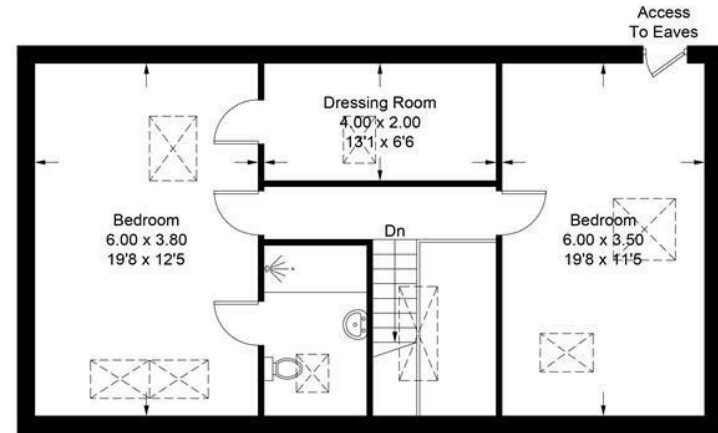 Access
To Eaves
Dressing Room
4.00 x 2.00
13'1 x 6'6
Bedroom
6.00 x 3.80
19'8 x 12'5
Dn
Bedroom
6.00 x 3.50
19'8 x 11'5